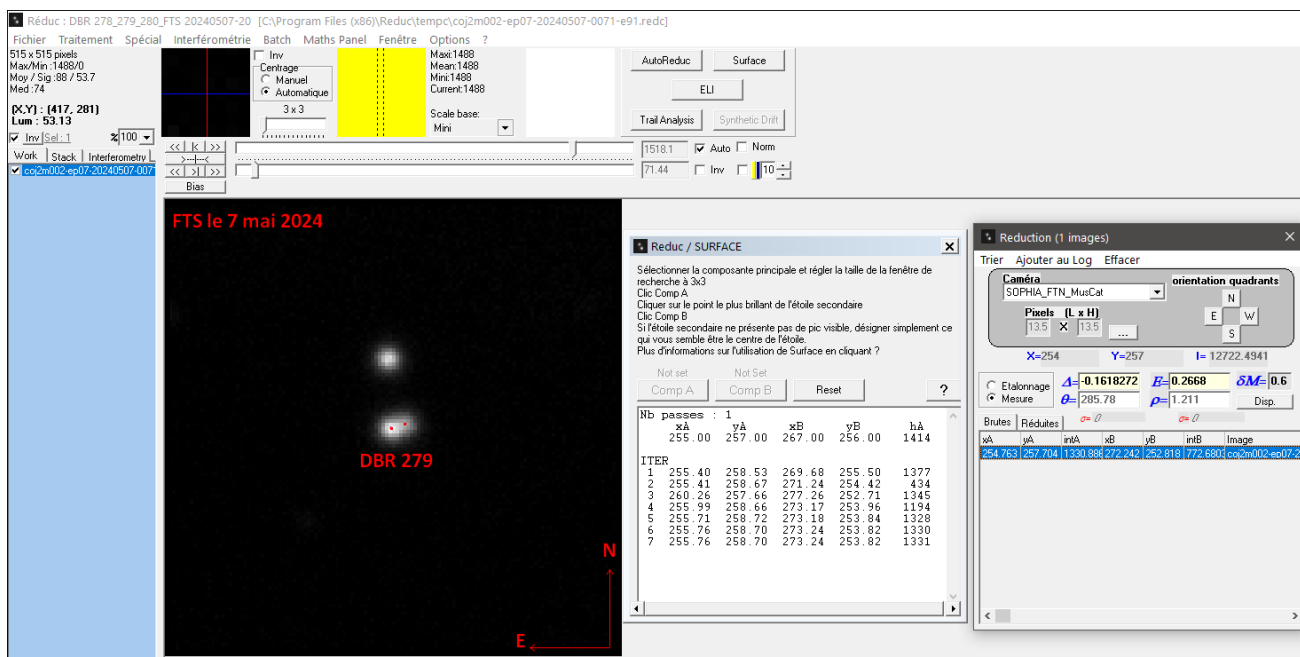 Réduc : DBR 278_279_280_FTS 20240507-20 [C:\Program Files (x86)\Reduc\tempc\coj2m002-ep07-20240507-0071-e91.redc]
Fichier Traitement Spécial Interférométrie Batch Maths Panel Fenêtre Options ?
515 x 515 pixels
Max/Min :1488/0
Moy / Sig :88 / 53.7
Med :74
(X,Y) : (417, 281)
Lum : 53.13
Inv Sel : 1 % 100
Work Stack Interferometry
coj2m002-ep07-20240507-007
Inv
Centrage
Manuel
Automatique
3 x 3
Maxi:1488
Mean:1488
Mini:1488
Current:1488
Scale base:
Mini
AutoReduc Surface
ELI
Trail Analysis Synthetic Drift
<< |< | >>
>--|--<
<< | >| | >>
Bias
1518.1 Auto Norm
71.44 Inv 10
FTS le 7 mai 2024
DBR 279
N
E
Reduc / SURFACE
Sélectionner la composante principale et régler la taille de la fenêtre de
recherche à 3x3
Clic Comp A
Cliquer sur le point le plus brillant de l'étoile secondaire
Clic Comp B
Si l'étoile secondaire ne présente pas de pic visible, désigner simplement ce
qui vous semble être le centre de l'étoile.
Plus d'informations sur l'utilisation de Surface en cliquant ?
Not set Not Set
Comp A Comp B Reset ?
Nb passes : 1
xA yA xB yB hA
255.00 257.00 267.00 256.00 1414
ITER
1 255.40 258.53 269.68 255.50 1377
2 255.41 258.67 271.24 254.42 434
3 260.26 257.66 277.26 252.71 1345
4 255.99 258.66 273.17 253.96 1194
5 255.71 258.72 273.18 253.84 1328
6 255.76 258.70 273.24 253.82 1330
7 255.76 258.70 273.24 253.82 1331
Reduction (1 images)
Trier Ajouter au Log Effacer
Caméra
SOPHIA_FTN_MusCat
Pixels (L x H)
13.5 X 13.5 ...
orientation quadrants
N
E W
S
X=254 Y=257 I= 12722.4941
Etalonnage
Mesure
Δ= -0.1618272 E= 0.2668 δM= 0.6
θ= 285.78 ρ= 1.211 Disp.
σ= 0 σ= 0
Brutes Réduites
xA yA intA xB yB intB Image
254.763 257.704 1330.886 272.242 252.818 772.6803 coj2m002-ep07-2